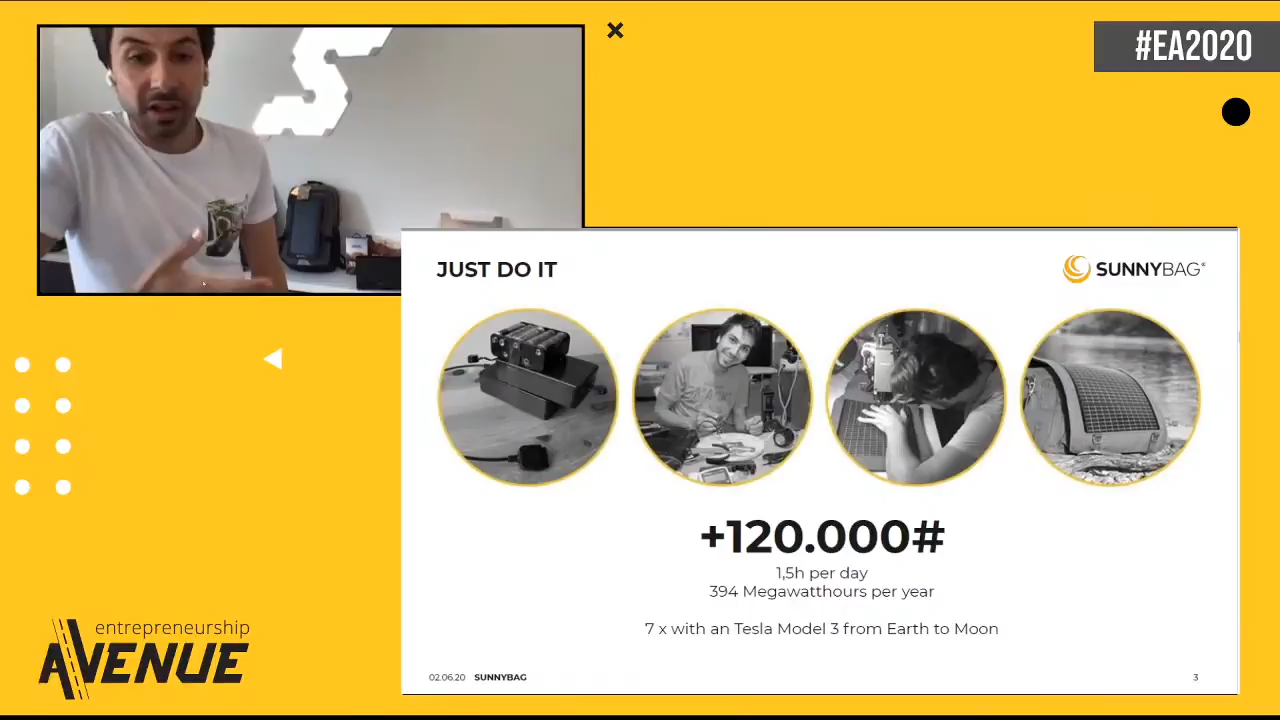 #EA2020
JUST DO IT
SUNNYBAG®
+120.000#
1,5h per day
394 Megawatthours per year
7 x with an Tesla Model 3 from Earth to Moon
02.06.20 SUNNYBAG
3
entrepreneurship
AVENUE